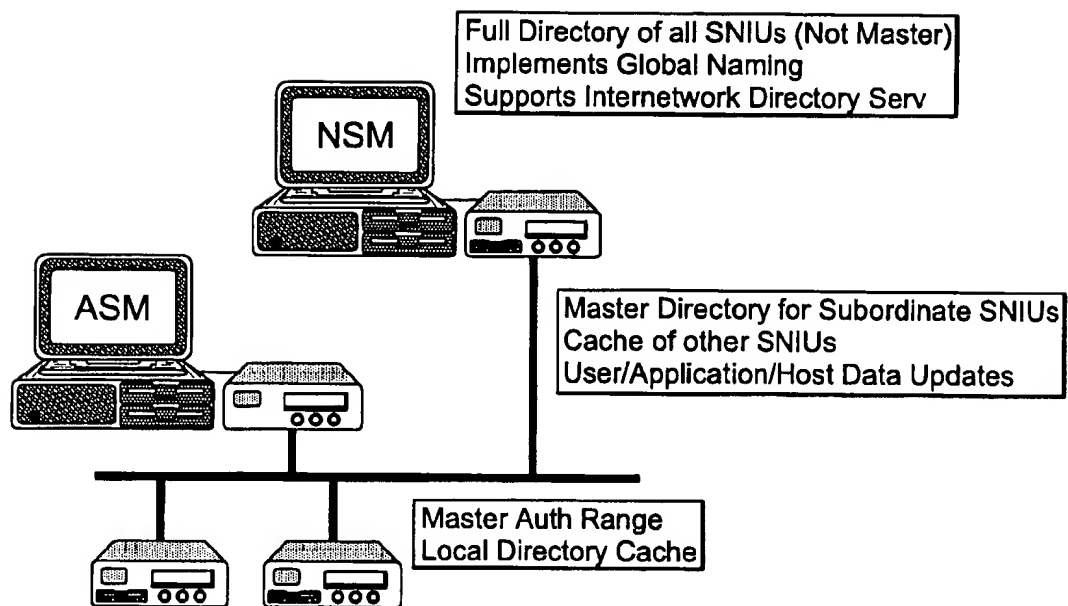 Full Directory of all SNIUs (Not Master)
Implements Global Naming
Supports Internetwork Directory Serv
NSM
ASM
Master Directory for Subordinate SNIUs
Cache of other SNIUs
User/Application/Host Data Updates
Master Auth Range
Local Directory Cache